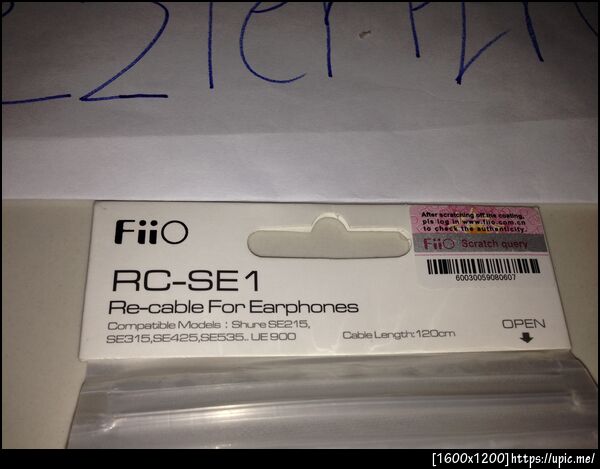 FiiO
RC-SE1
Re-cable For Earphones
Compatible Models : Shure SE215,
SE315,SE425,SE535.. UE 900
Cable Length:120cm
OPEN
After scratching off the coating,
pls log in www.fiio.com.cn
to check the authenticity.
FiiO Scratch query
60030059080607
[1600x1200]https://upic.me/